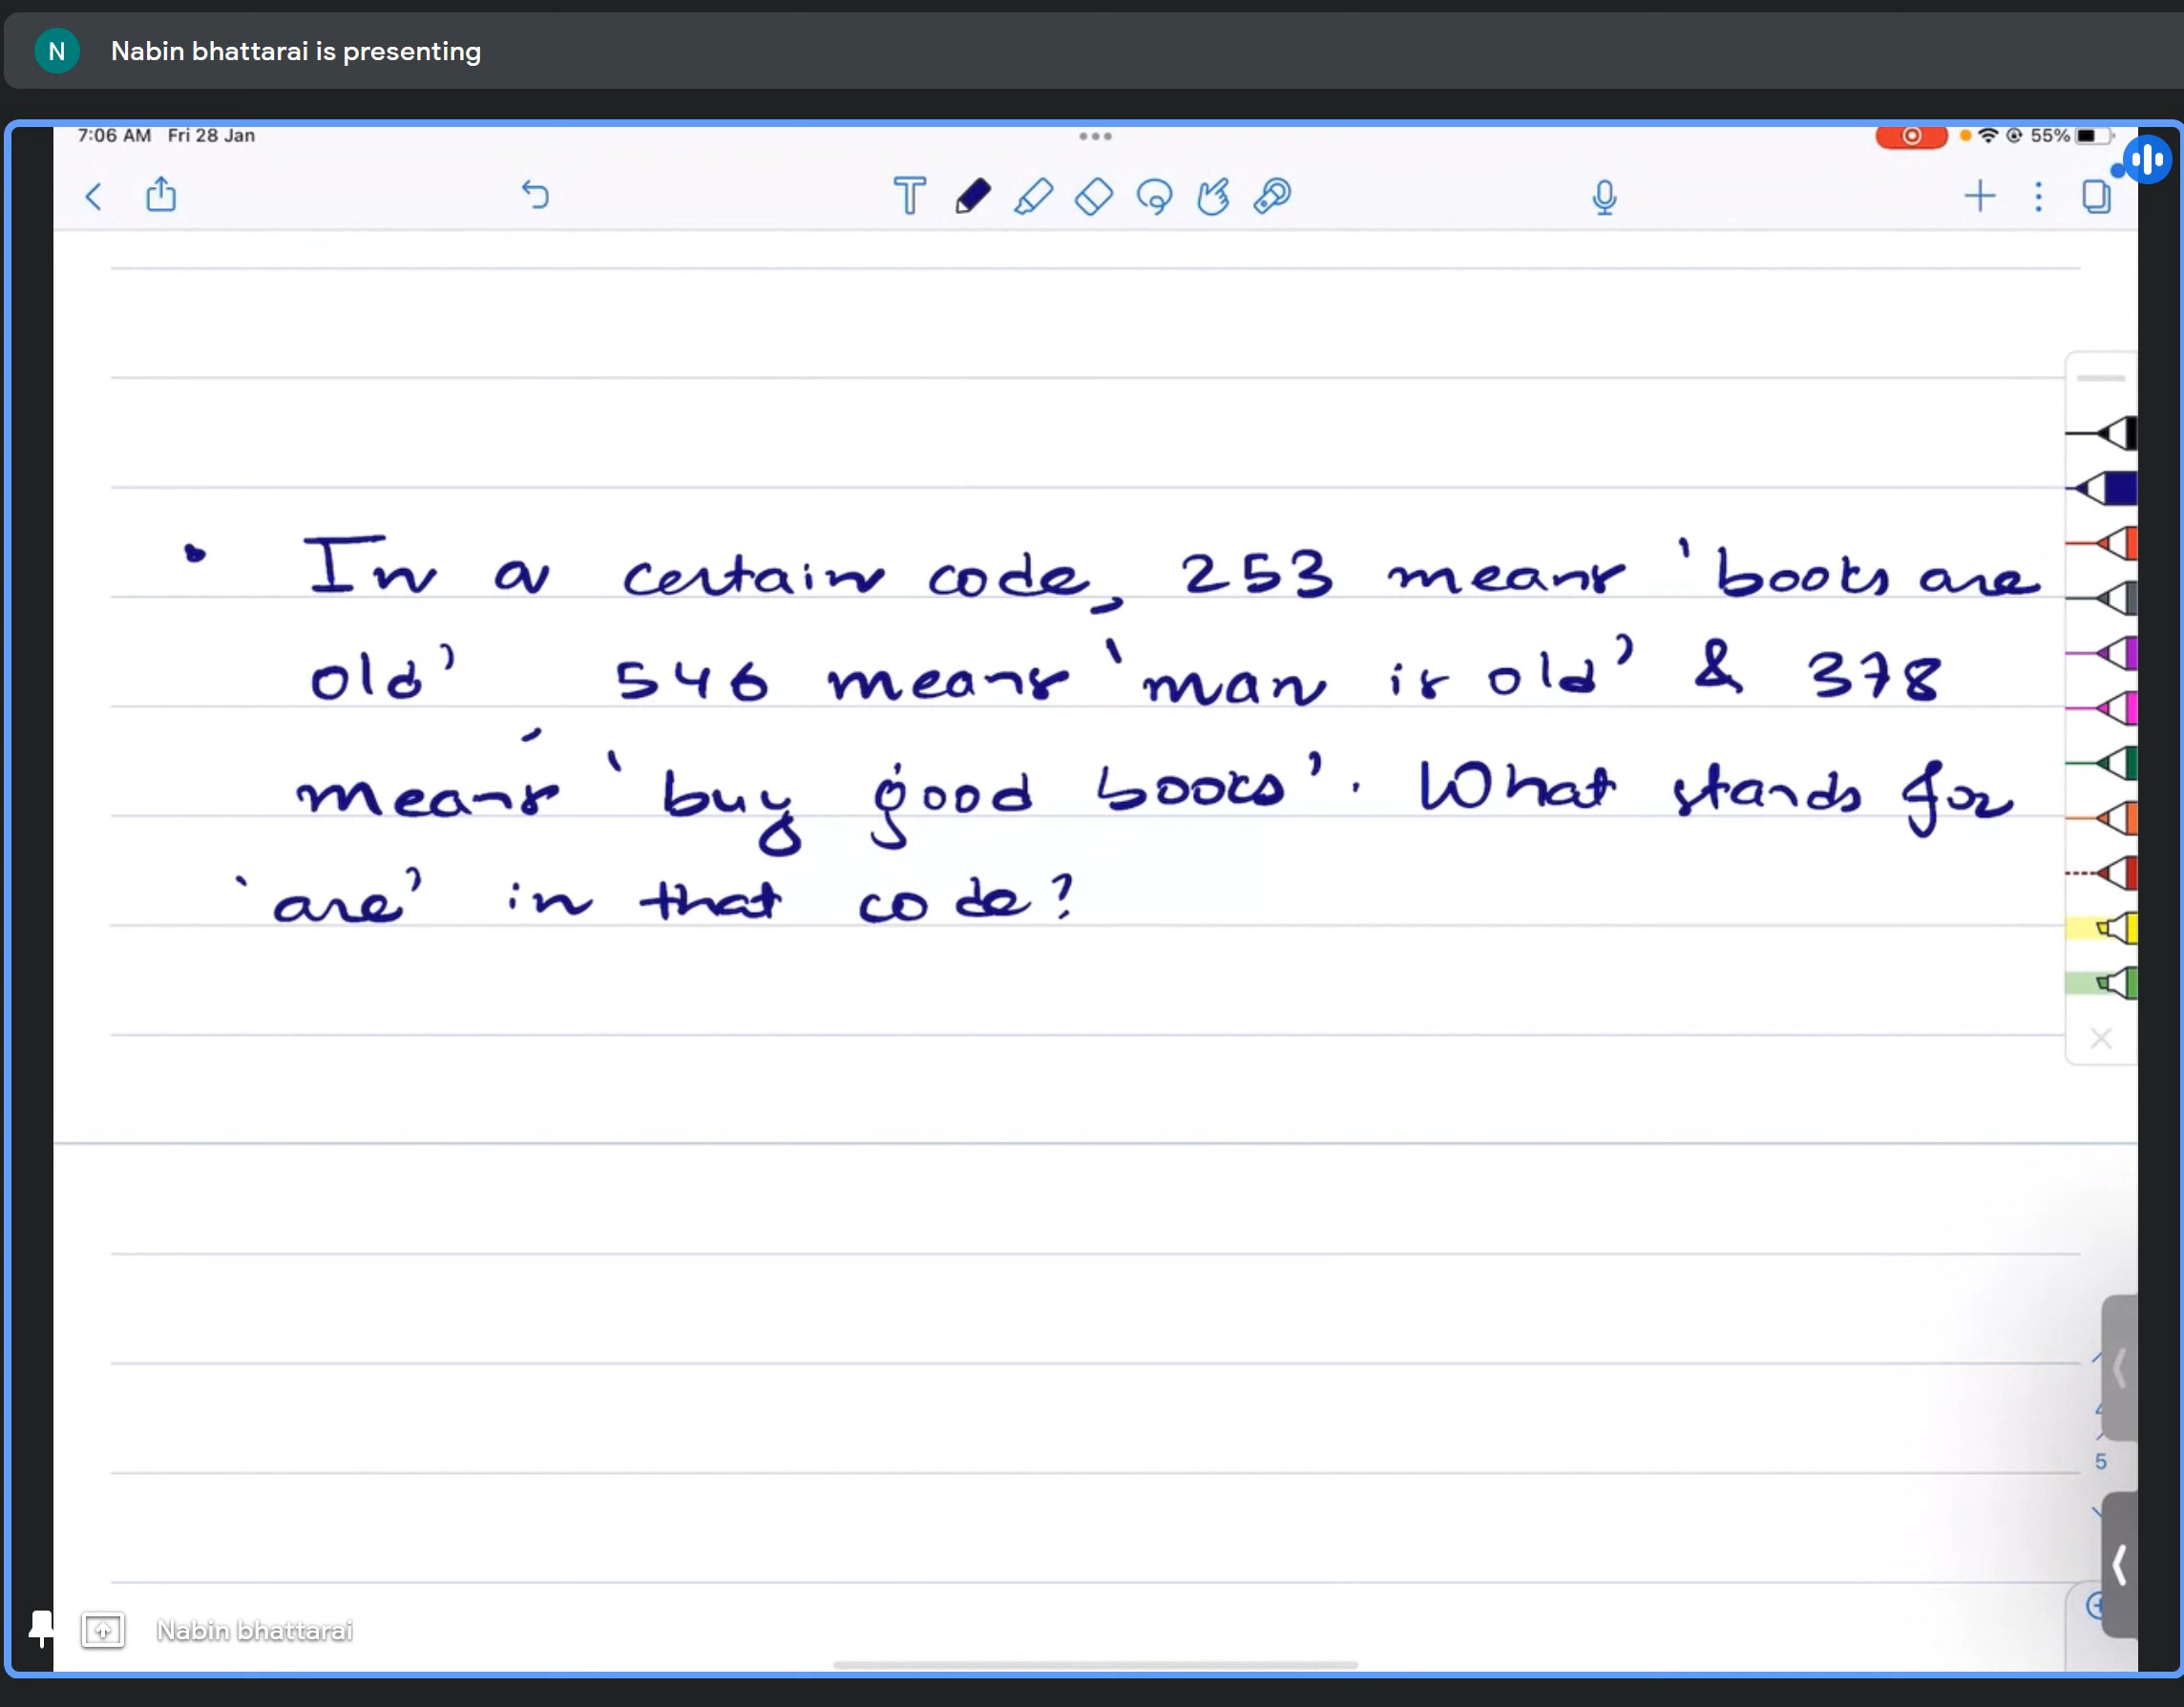 N Nabin bhattarai is presenting
7:06 AM Fri 28 Jan
55%
T
• In a certain code, 253 means 'books are
old' 546 means 'man is old' & 378
means 'buy good books'. What stands for
'are' in that code?
5
Nabin bhattarai